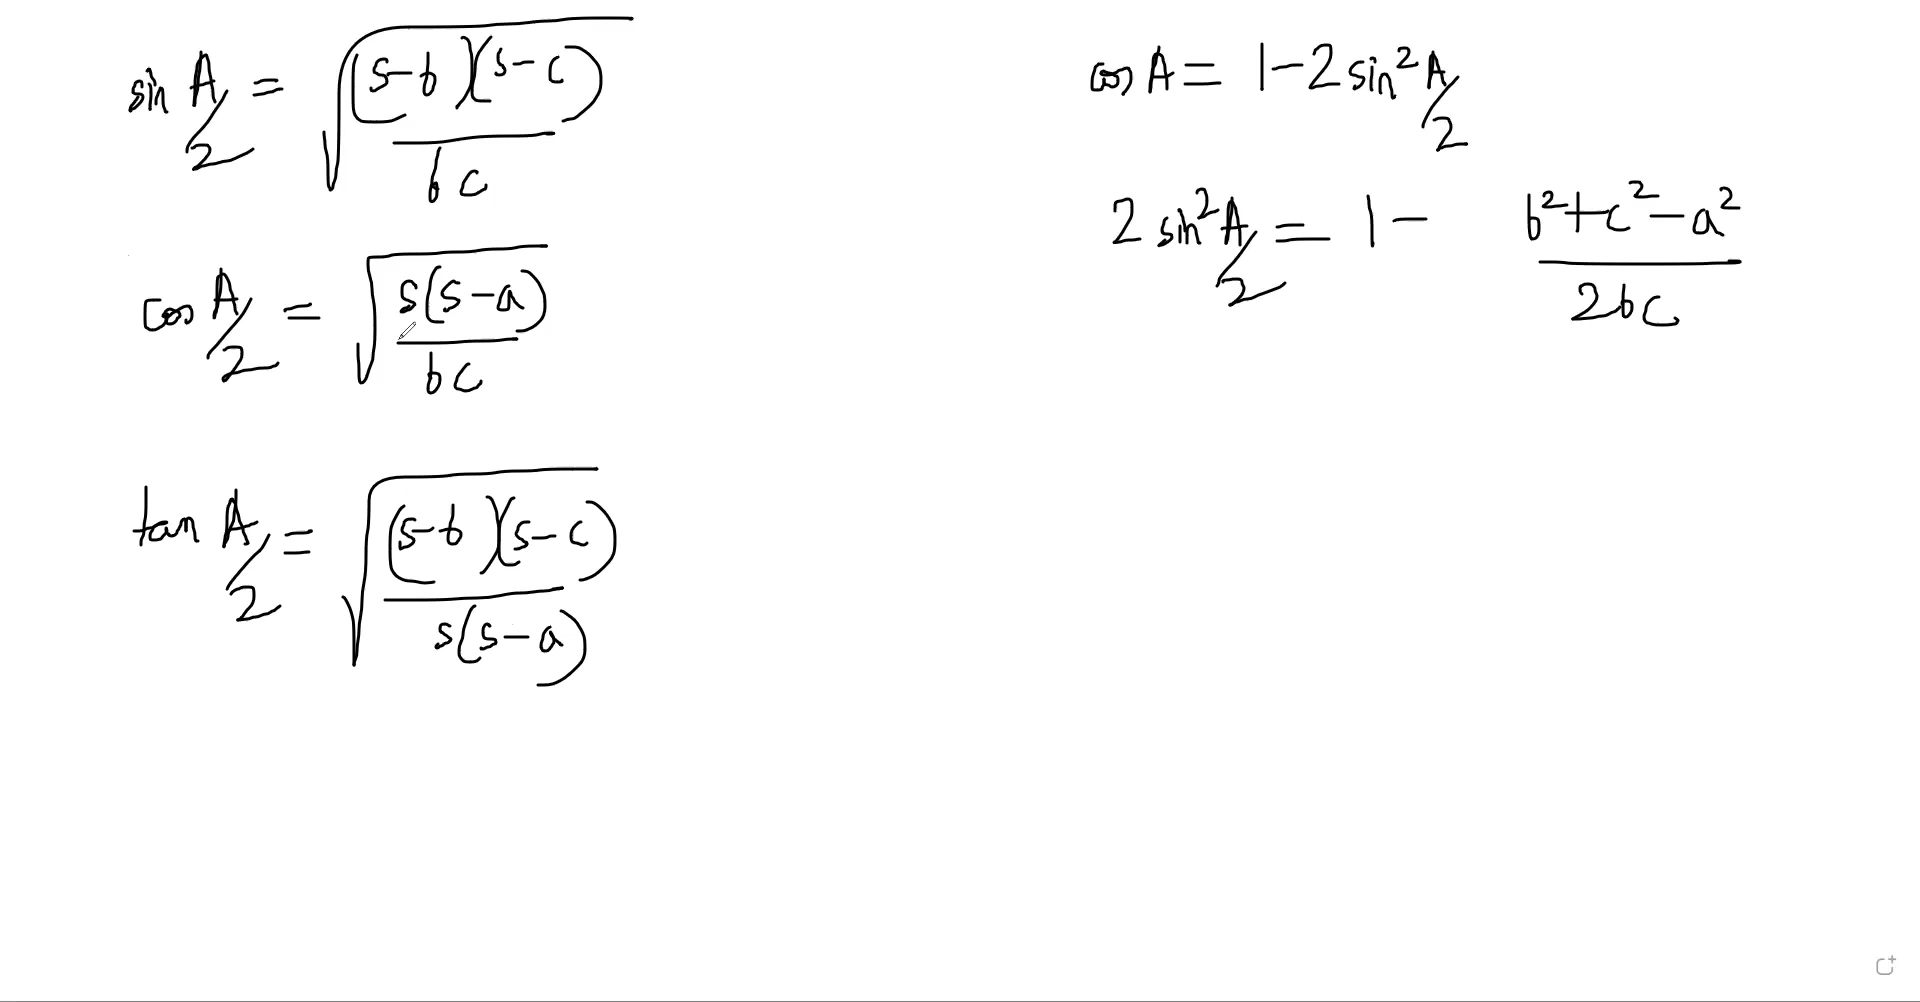 sin A/2 = √((s-b)(s-c)/bc)
cos A/2 = √(s(s-a)/bc)
tan A/2 = √((s-b)(s-c)/s(s-a))
cos A = 1-2 sin² A/2
2 sin² A/2 = 1 - (b²+c²-a²)/2bc